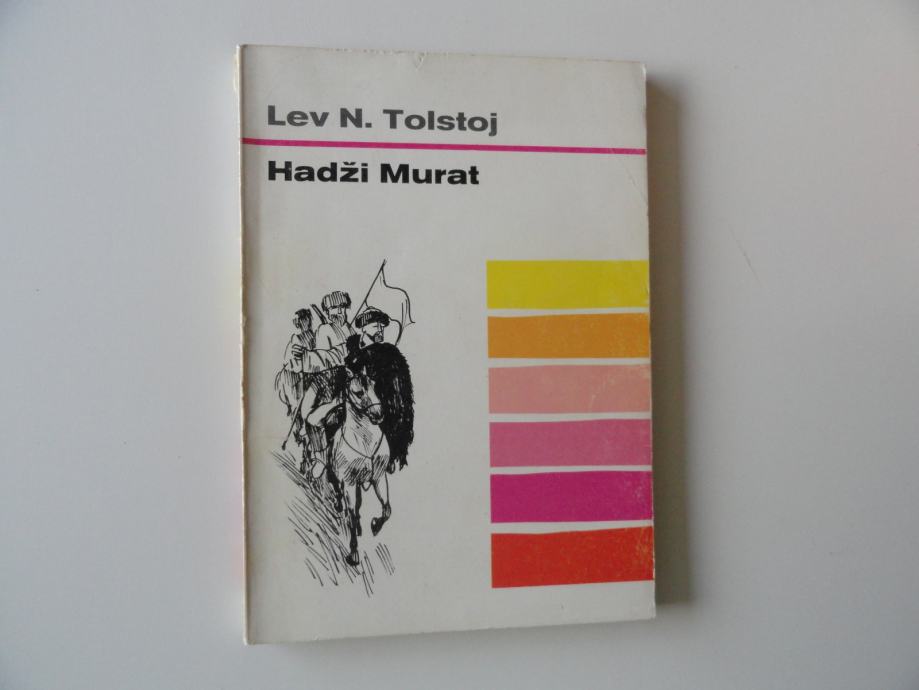 Lev N. Tolstoj
Hadži Murat